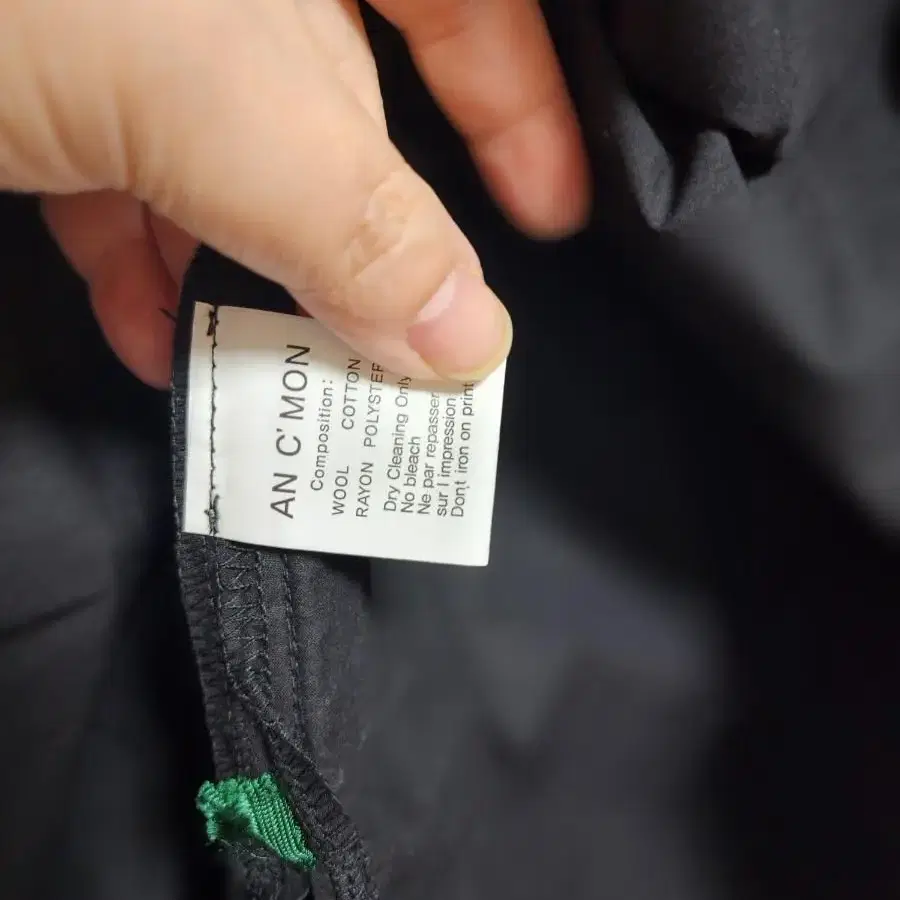 AN C'MON
Composition:
WOOL COTTON
RAYON POLYSTER
Dry Cleaning Only
No bleach
Ne par repasser
sur l impression
Dont iron on print